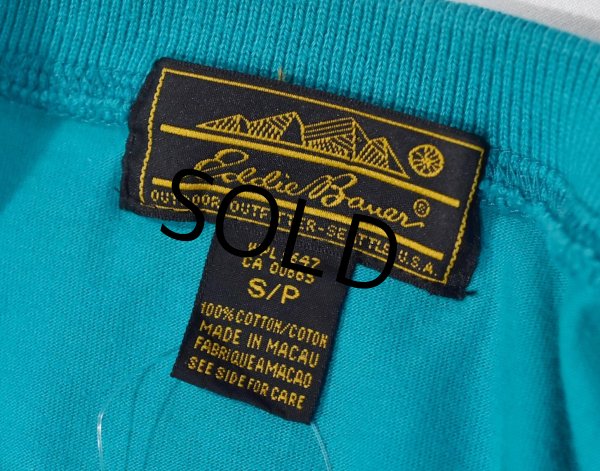 Eddie Bauer®
OUTDOOR OUTFITTER-SEATTLE U.S.A.
CA 00665
S/P
100% COTTON/COTON
MADE IN MACAU
FABRIQUE A MACAO
SEE SIDE FOR CARE
SOLD